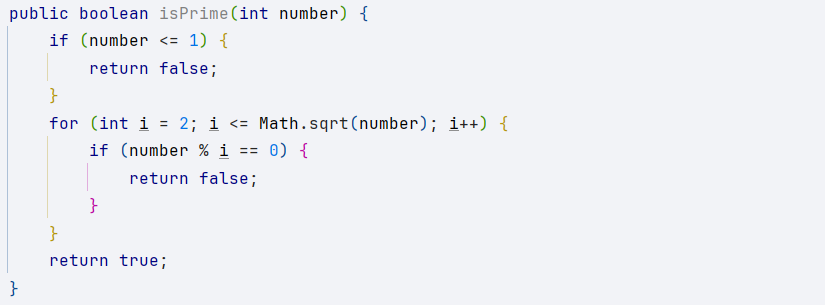 public boolean isPrime(int number) {
    if (number <= 1) {
        return false;
    }
    for (int i = 2; i <= Math.sqrt(number); i++) {
        if (number % i == 0) {
            return false;
        }
    }
    return true;
}